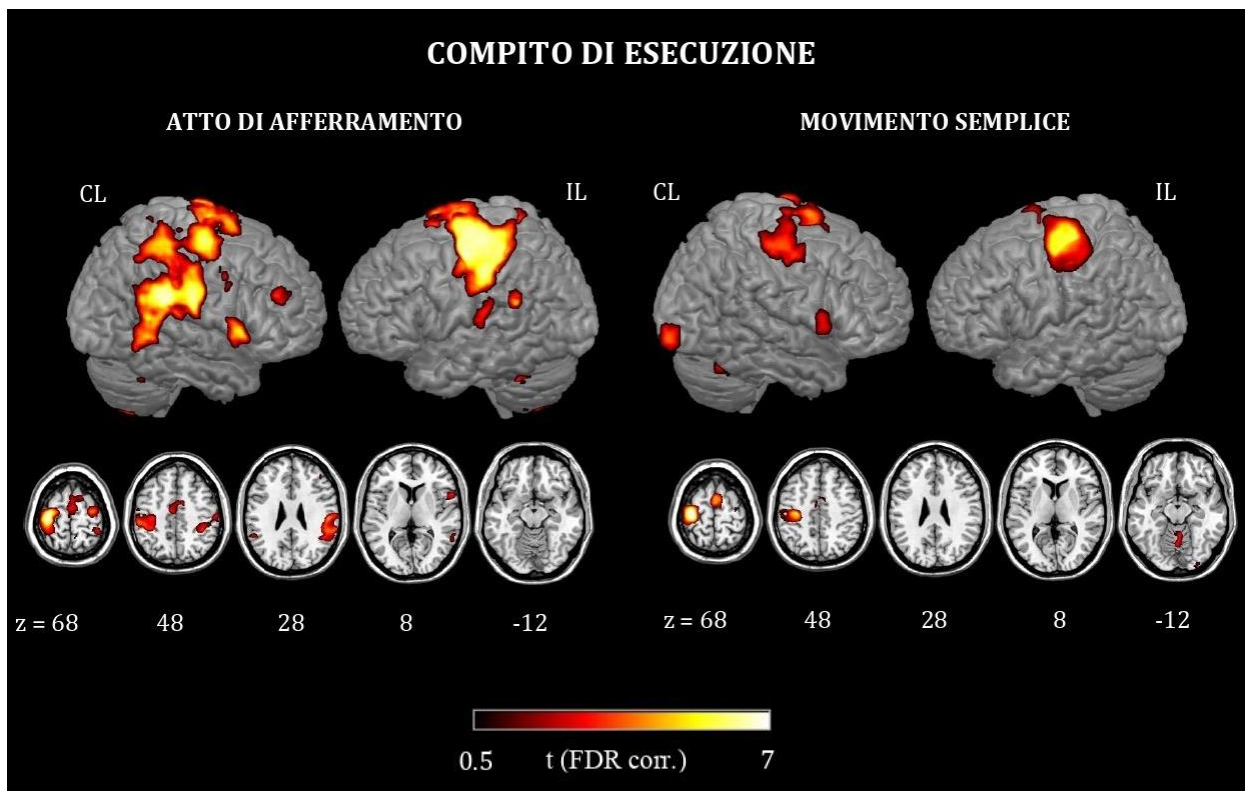 COMPITO DI ESECUZIONE
ATTO DI AFFERRAMENTO MOVIMENTO SEMPLICE
CL IL CL IL
z = 68 48 28 8 -12 z = 68 48 28 8 -12
0.5 t (FDR corr.) 7